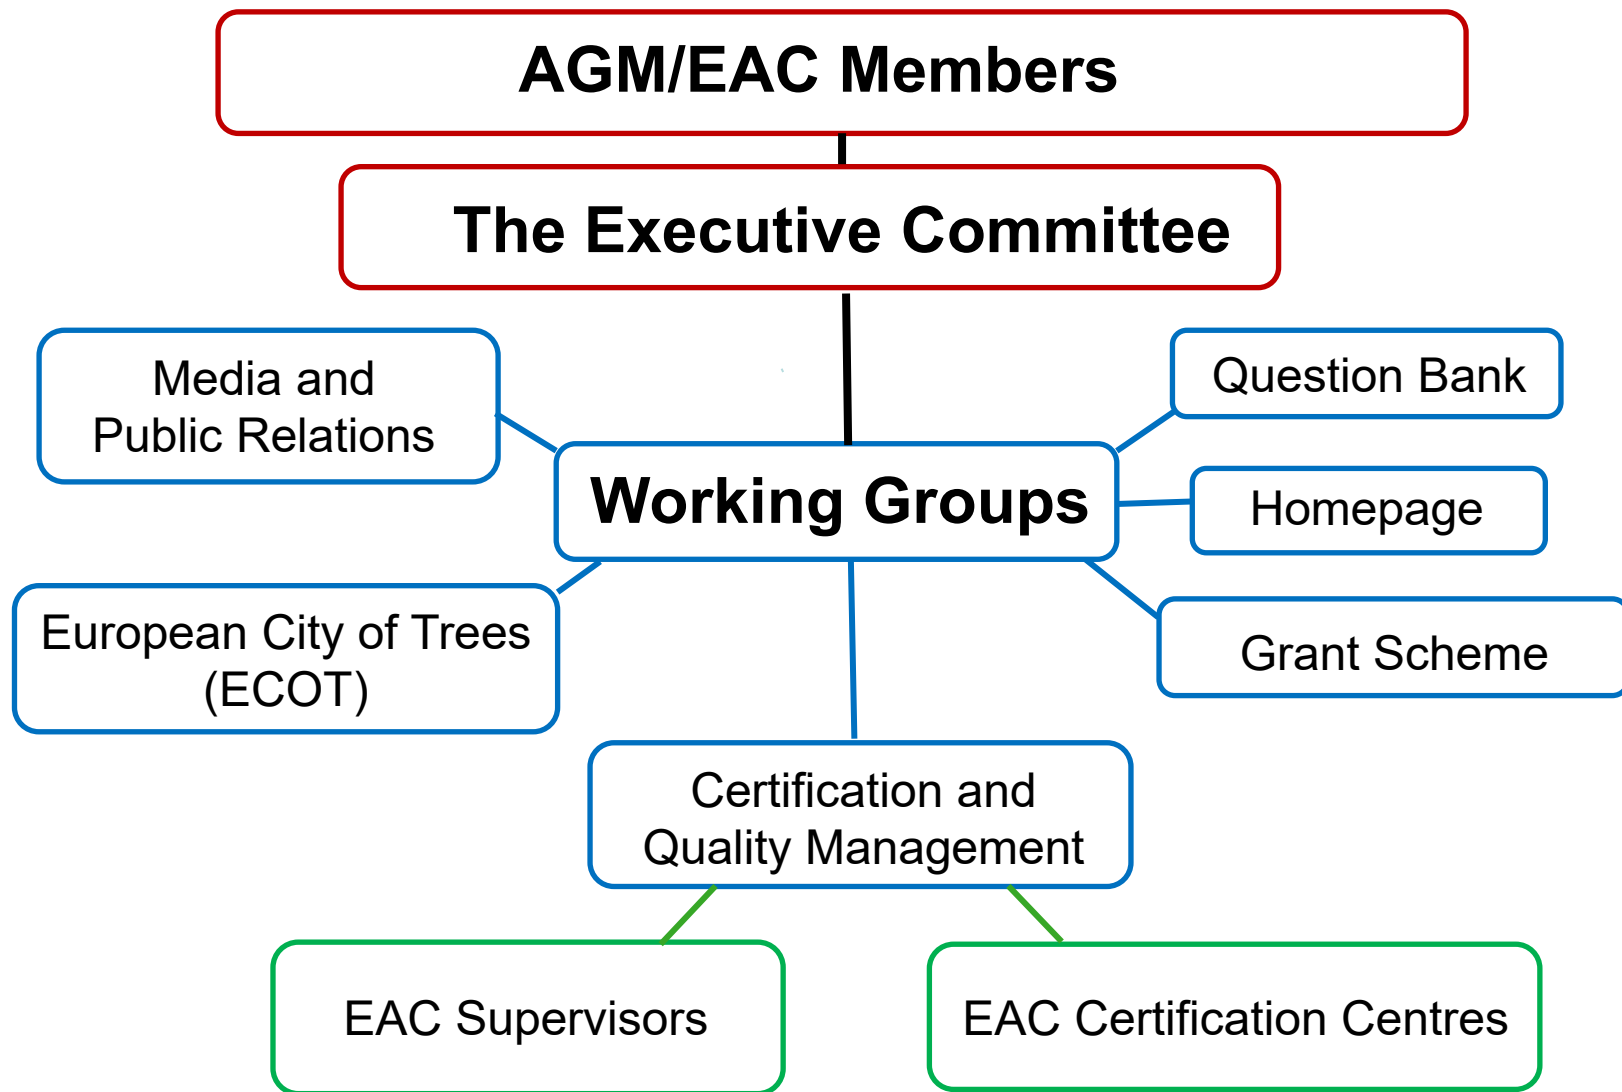 AGM/EAC Members
The Executive Committee
Media and
Public Relations
Question Bank
Working Groups
Homepage
European City of Trees
(ECOT)
Grant Scheme
Certification and
Quality Management
EAC Supervisors
EAC Certification Centres